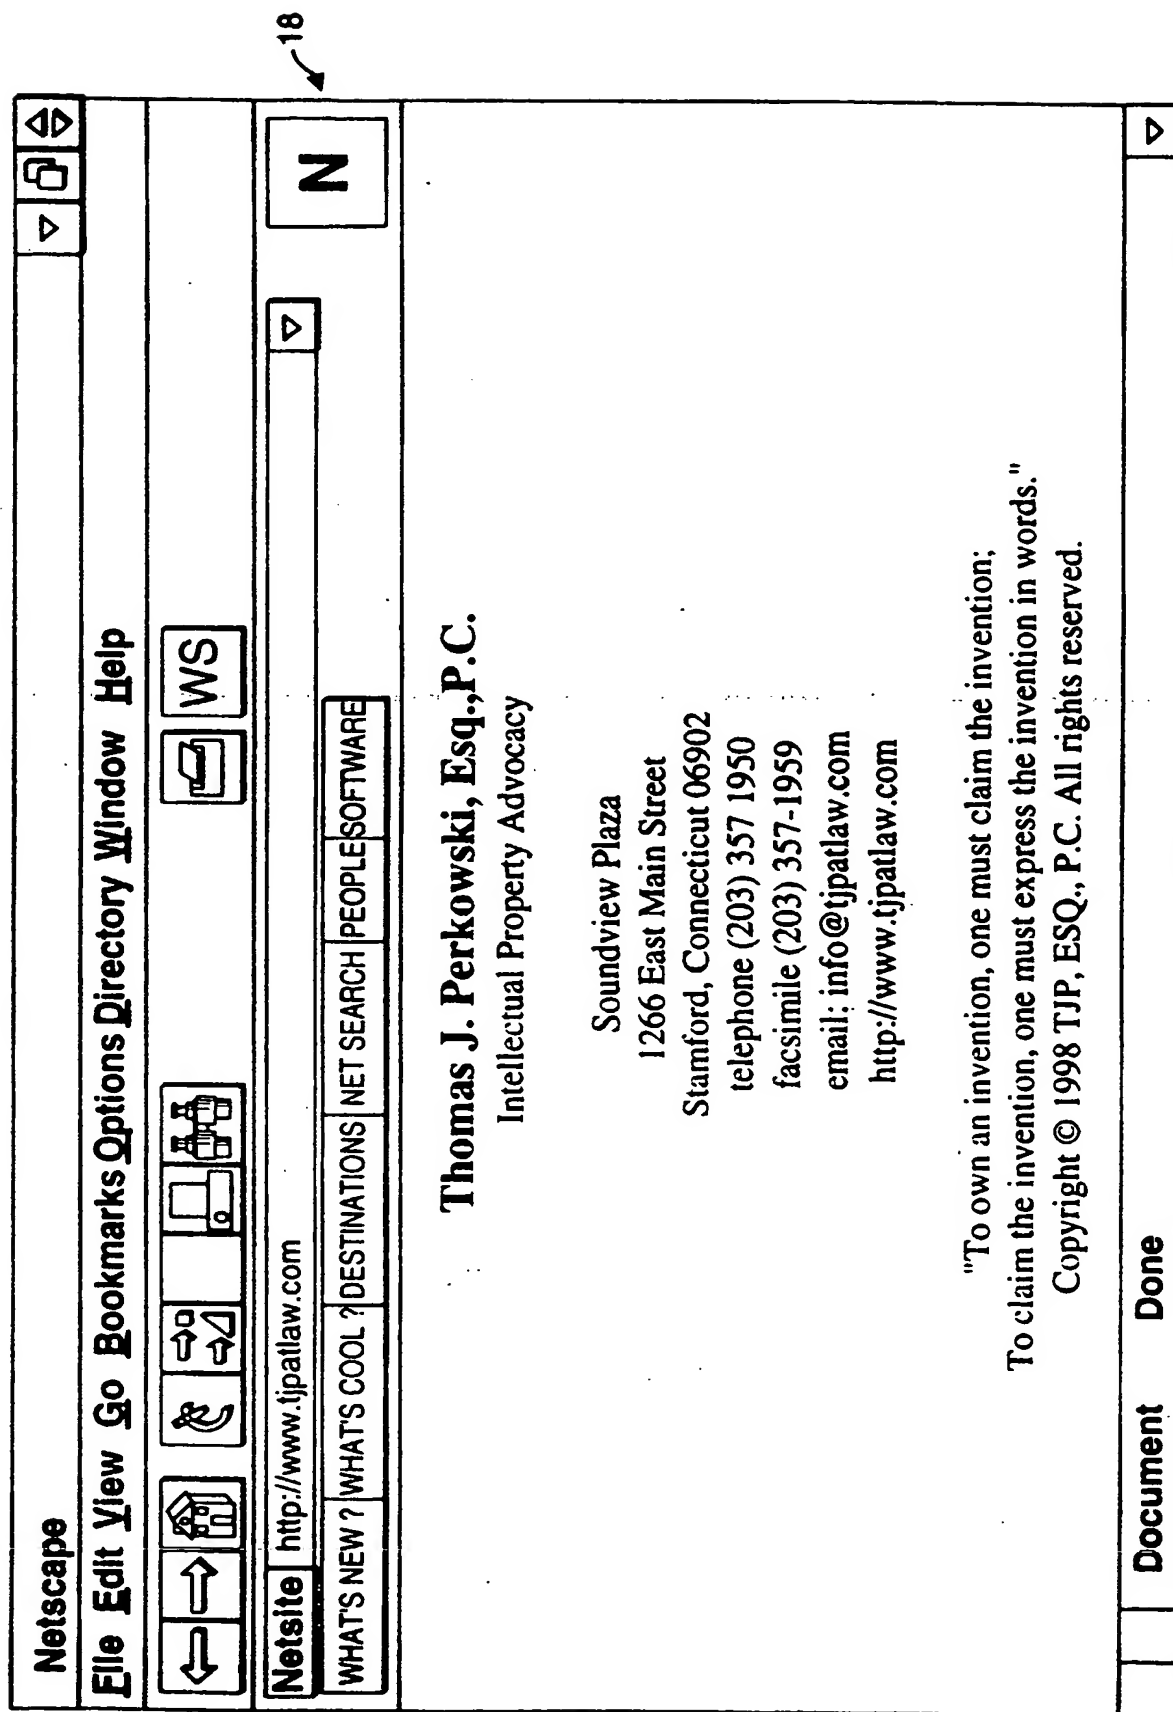 18
Netscape
File Edit View Go Bookmarks Options Directory Window Help
WS
Netsite http://www.tjpatlaw.com
N
WHAT'S NEW ? WHAT'S COOL ? DESTINATIONS NET SEARCH PEOPLE SOFTWARE
Thomas J. Perkowski, Esq.,P.C.
Intellectual Property Advocacy
Soundview Plaza
1266 East Main Street
Stamford, Connecticut 06902
telephone (203) 357 1950
facsimile (203) 357-1959
email; info@tjpatlaw.com
http://www.tjpatlaw.com
"To own an invention, one must claim the invention;
To claim the invention, one must express the invention in words."
Copyright © 1998 TJP, ESQ., P.C. All rights reserved.
Document Done